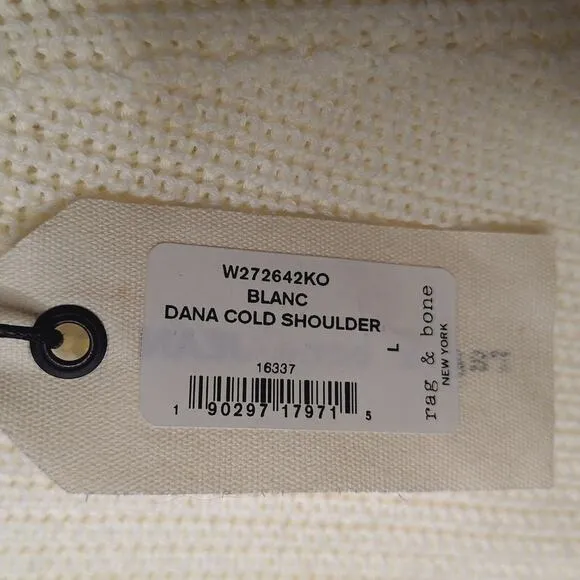 W272642KO
BLANC
DANA COLD SHOULDER
L
16337
1 90297 17971 5
rag & bone
NEW YORK